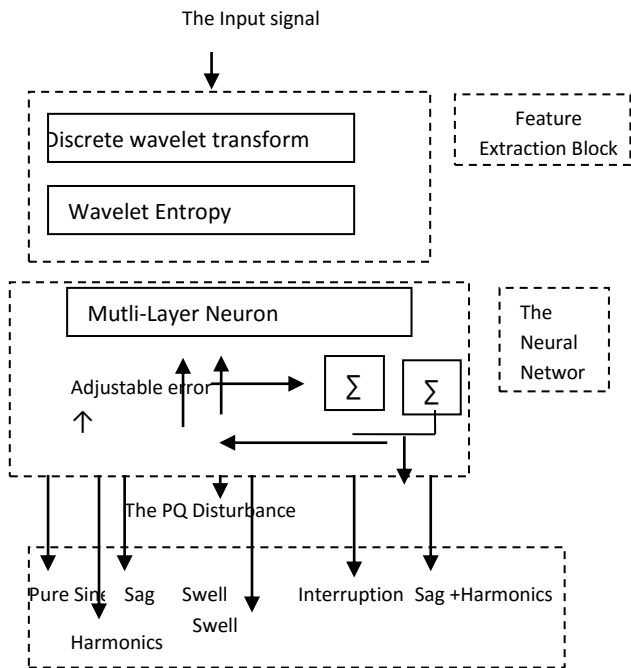 The Input signal
Discrete wavelet transform
Feature
Extraction Block
Wavelet Entropy
Mutli-Layer Neuron
The
Neural
Networ
Adjustable error
∑
∑
The PQ Disturbance
Pure Sine Sag Swell Interruption Sag +Harmonics
Swell
Harmonics